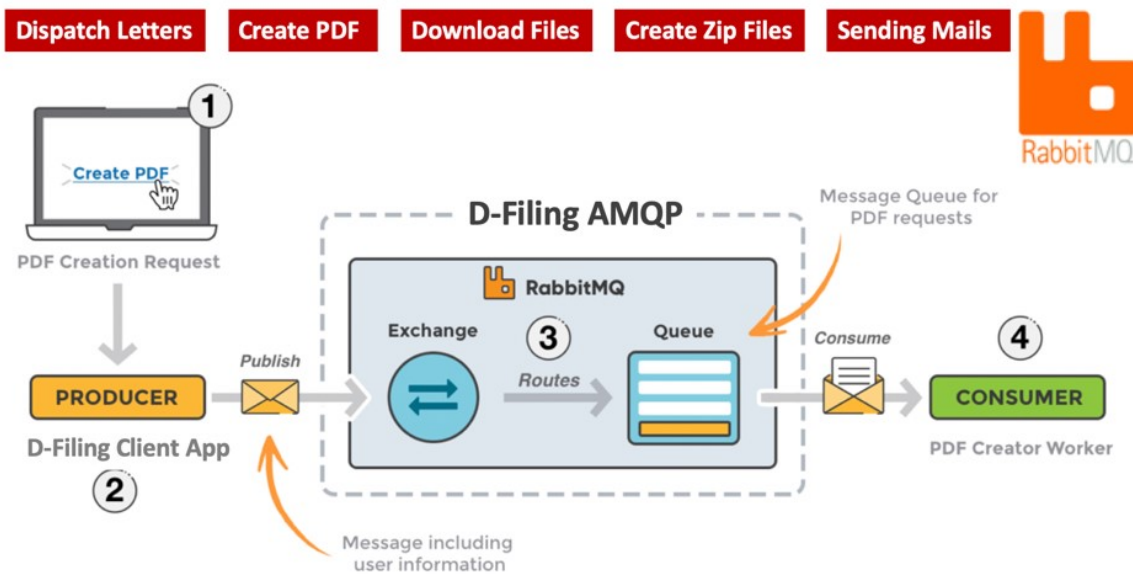 Dispatch Letters
Create PDF
Download Files
Create Zip Files
Sending Mails
RabbitMQ
1
Create PDF
PDF Creation Request
D-Filing AMQP
Message Queue for
PDF requests
RabbitMQ
Exchange
3
Queue
Routes
Publish
Consume
4
PRODUCER
CONSUMER
D-Filing Client App
PDF Creator Worker
2
Message including
user information